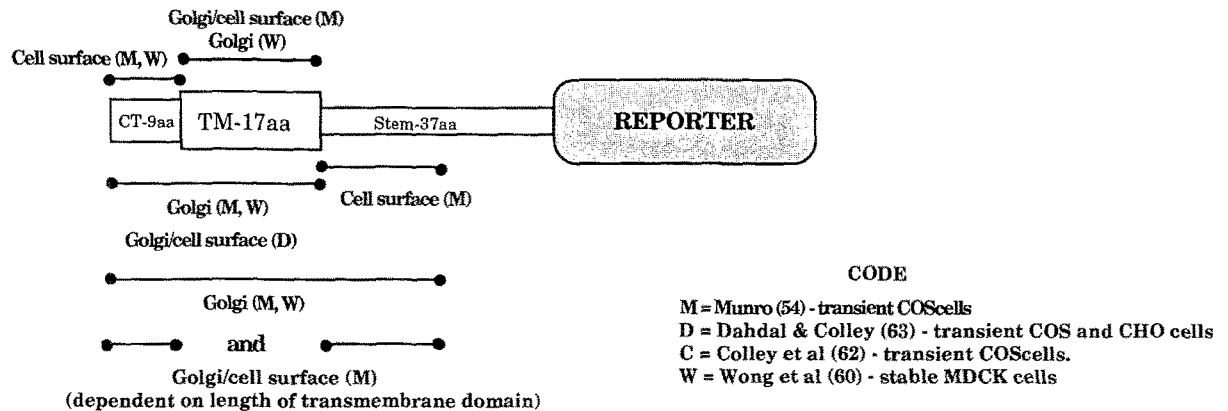 Golgi/cell surface (M)
Golgi (W)
Cell surface (M, W)
CT-9aa
TM-17aa
Stem-37aa
REPORTER
Golgi (M, W)
Cell surface (M)
Golgi/cell surface (D)
Golgi (M, W)
and
Golgi/cell surface (M)
(dependent on length of transmembrane domain)
CODE
M = Munro (54) - transient COScells
D = Dahdal & Colley (63) - transient COS and CHO cells
C = Colley et al (62) - transient COScells.
W = Wong et al (60) - stable MDCK cells